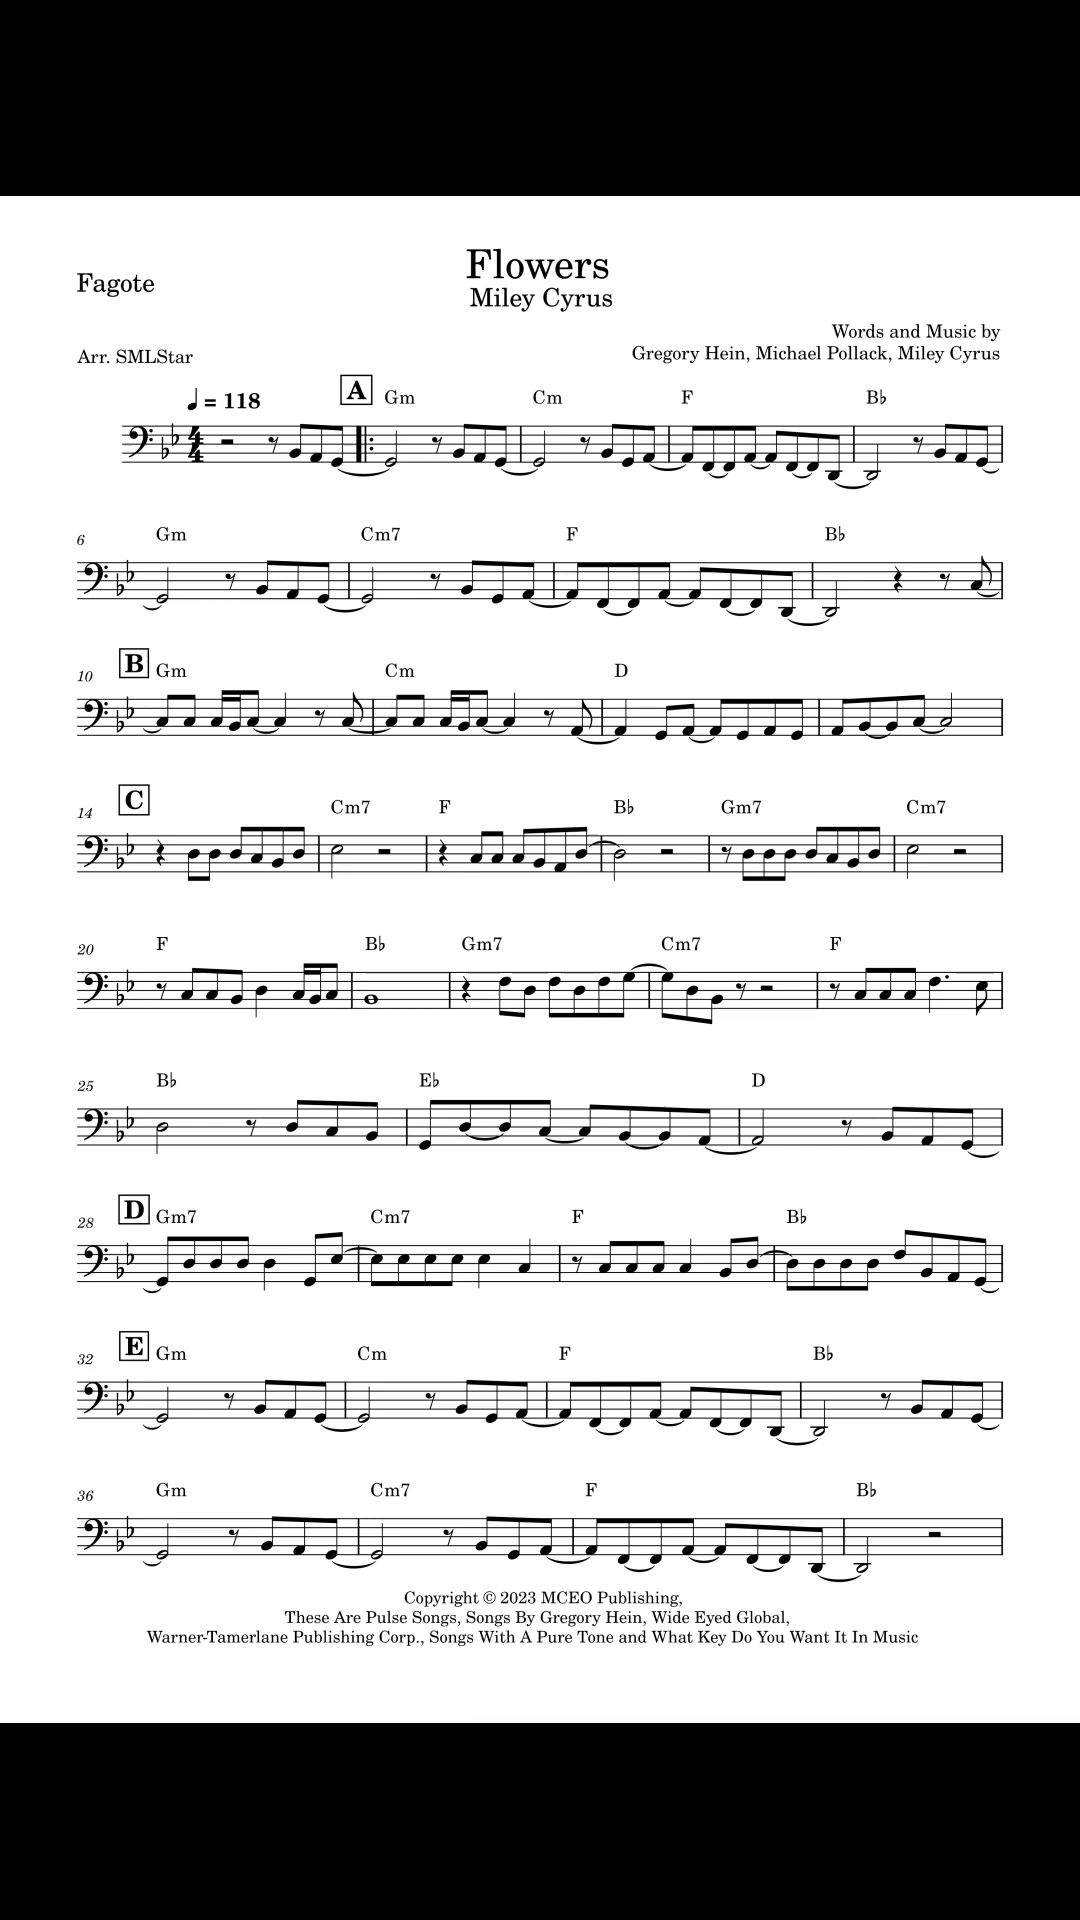 Flowers
Fagote
Miley Cyrus
Words and Music by
Arr. SMLStar
Gregory Hein, Michael Pollack, Miley Cyrus
♩ = 118
A Gm Cm F B♭
6 Gm Cm7 F B♭
10 B Gm Cm D
14 C Cm7 F B♭ Gm7 Cm7
20 F B♭ Gm7 Cm7 F
25 B♭ E♭ D
28 D Gm7 Cm7 F B♭
32 E Gm Cm F B♭
36 Gm Cm7 F B♭
Copyright © 2023 MCEO Publishing,
These Are Pulse Songs, Songs By Gregory Hein, Wide Eyed Global,
Warner-Tamerlane Publishing Corp., Songs With A Pure Tone and What Key Do You Want It In Music